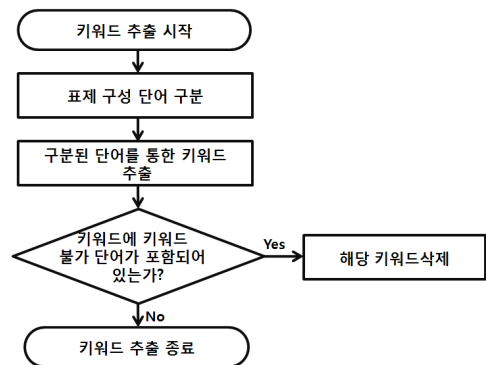 키워드 추출 시작
표제 구성 단어 구분
구분된 단어를 통한 키워드
추출
키워드에 키워드
불가 단어가 포함되어
있는가?
Yes
해당 키워드삭제
No
키워드 추출 종료